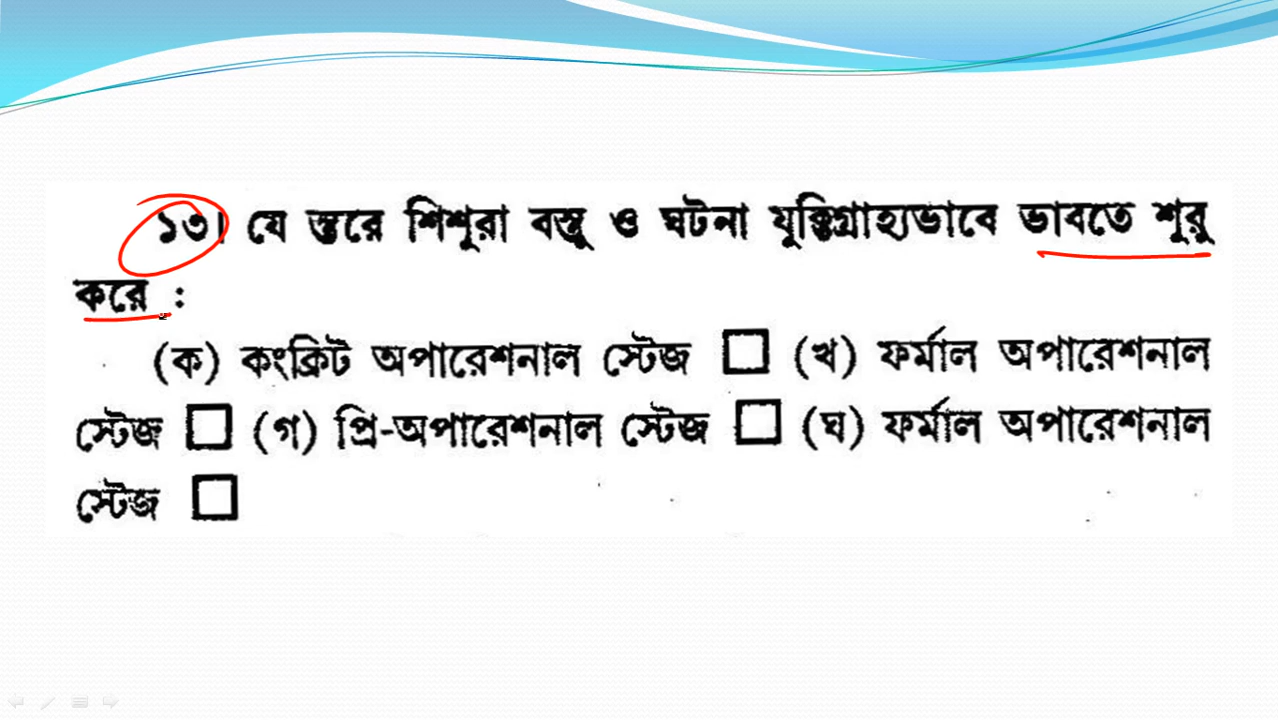 ১৩। যে স্তরে শিশুরা বস্তু ও ঘটনা যুক্তিগ্রাহ্যভাবে ভাবতে শুরু
করে :
(ক) কংক্রিট অপারেশনাল স্টেজ (খ) ফর্মাল অপারেশনাল
স্টেজ (গ) প্রি-অপারেশনাল স্টেজ (ঘ) ফর্মাল অপারেশনাল
স্টেজ